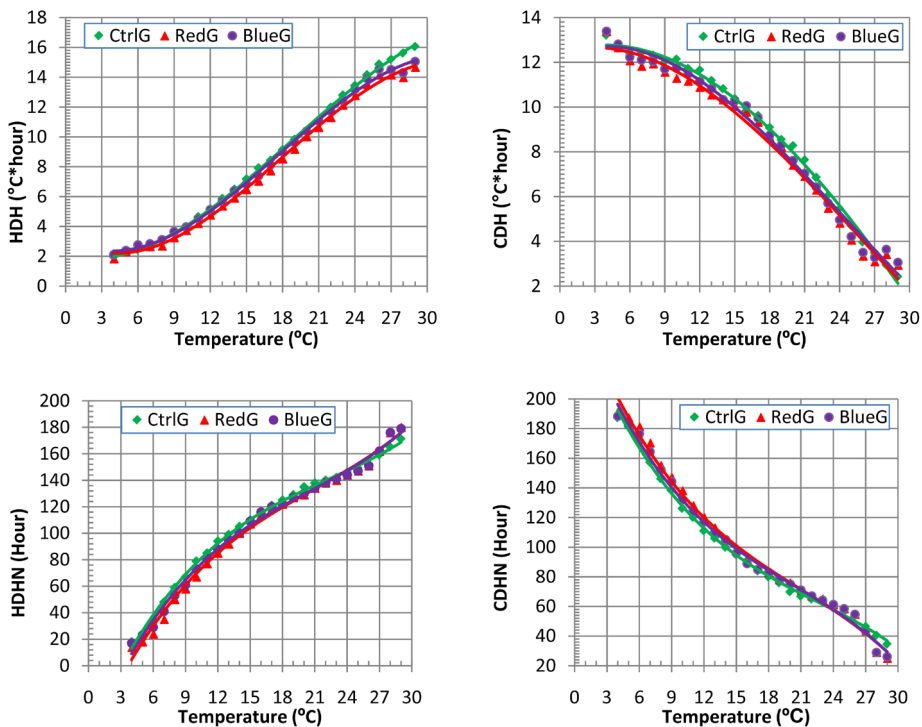 18
16
14
12
10
8
6
4
2
0
HDH (°C*hour)
CtrlG RedG BlueG
0 3 6 9 12 15 18 21 24 27 30
Temperature (⁰C)
14
12
10
8
6
4
2
CDH (°C*hour)
CtrlG RedG BlueG
0 3 6 9 12 15 18 21 24 27 30
Temperature (⁰C)
200
180
160
140
120
100
80
60
40
20
0
HDHN (Hour)
CtrlG RedG BlueG
0 3 6 9 12 15 18 21 24 27 30
Temperature (⁰C)
200
180
160
140
120
100
80
60
40
20
CDHN (Hour)
CtrlG RedG BlueG
0 3 6 9 12 15 18 21 24 27 30
Temperature (⁰C)